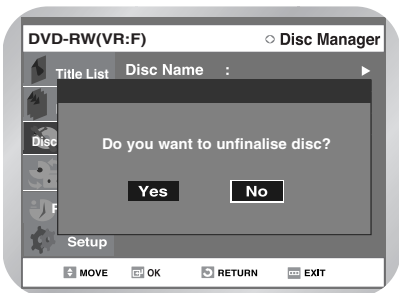 DVD-RW(VR:F) Disc Manager
Title List Disc Name :
Disc
Do you want to unfinalise disc?
Yes No
Setup
MOVE OK RETURN EXIT